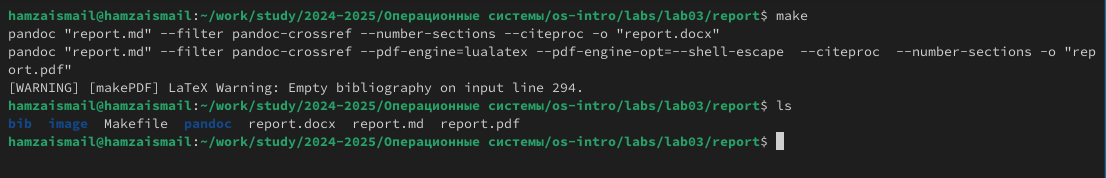 hamzaismail@hamzaismail:~/work/study/2024-2025/Операционные системы/os-intro/labs/lab03/report$ make
pandoc "report.md" --filter pandoc-crossref --number-sections --citeproc -o "report.docx"
pandoc "report.md" --filter pandoc-crossref --pdf-engine=lualatex --pdf-engine-opt=--shell-escape  --citeproc  --number-sections -o "rep
ort.pdf"
[WARNING] [makePDF] LaTeX Warning: Empty bibliography on input line 294.
hamzaismail@hamzaismail:~/work/study/2024-2025/Операционные системы/os-intro/labs/lab03/report$ ls
bib  image  Makefile  pandoc  report.docx  report.md  report.pdf
hamzaismail@hamzaismail:~/work/study/2024-2025/Операционные системы/os-intro/labs/lab03/report$